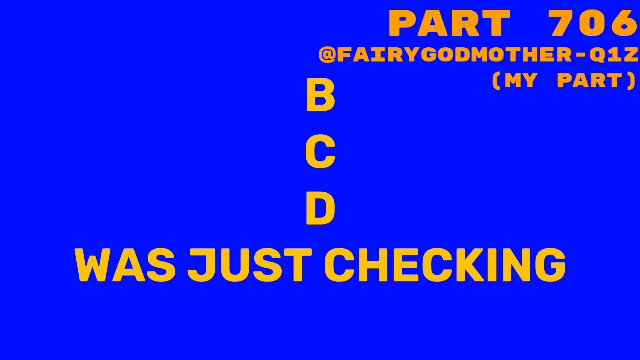 PART 706
@FAIRYGODMOTHER-Q1Z
(MY PART)
B
C
D
WAS JUST CHECKING